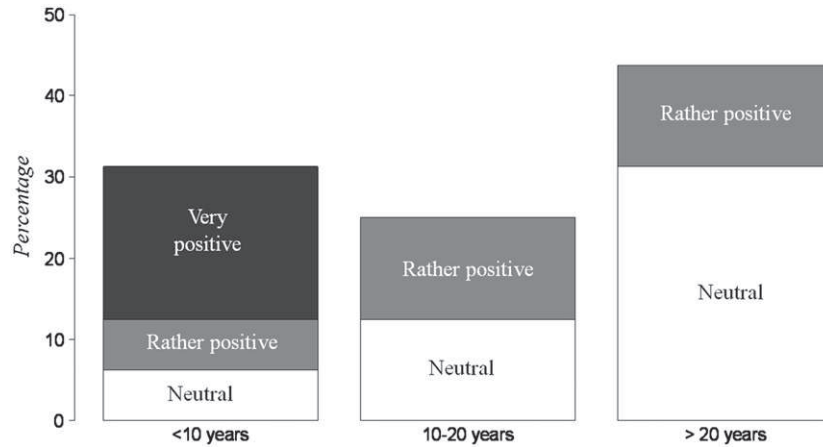 50
40
30
20
10
0
Percentage
Very
positive
Rather positive
Neutral
Rather positive
Neutral
Rather positive
Neutral
<10 years
10-20 years
> 20 years